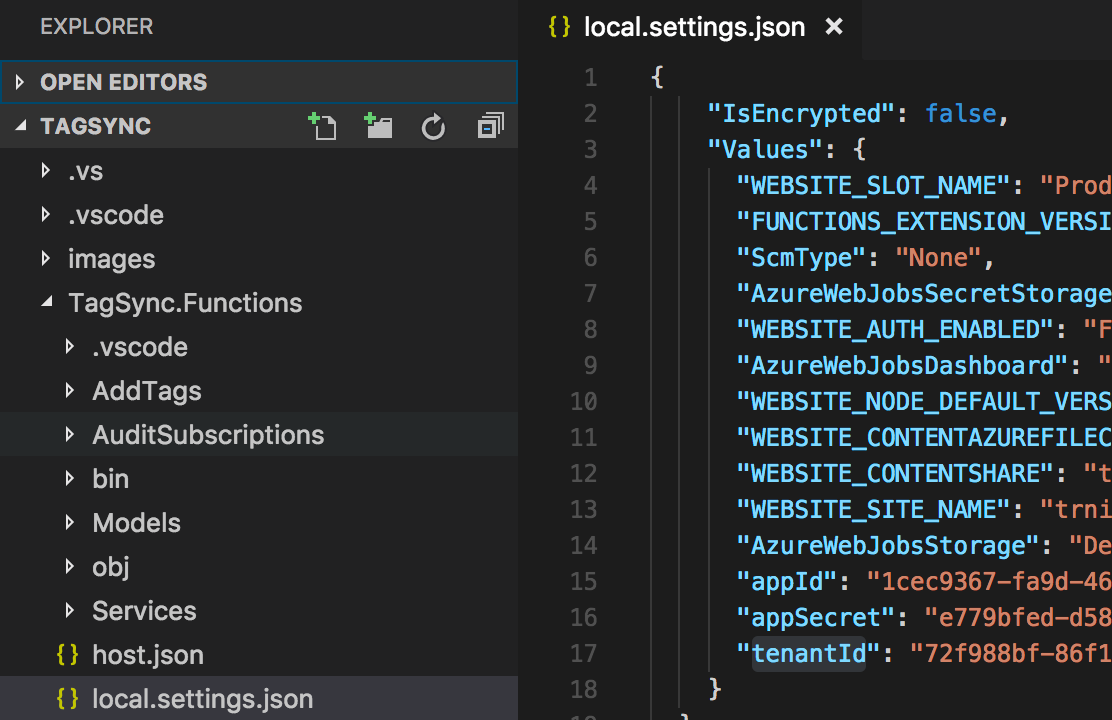 EXPLORER
OPEN EDITORS
TAGSYNC
.vs
.vscode
images
TagSync.Functions
.vscode
AddTags
AuditSubscriptions
bin
Models
obj
Services
{} host.json
{} local.settings.json
{} local.settings.json ×
1 {
2 "IsEncrypted": false,
3 "Values": {
4 "WEBSITE_SLOT_NAME": "Prod
5 "FUNCTIONS_EXTENSION_VERSI
6 "ScmType": "None",
7 "AzureWebJobsSecretStorage
8 "WEBSITE_AUTH_ENABLED": "F
9 "AzureWebJobsDashboard": "
10 "WEBSITE_NODE_DEFAULT_VERS
11 "WEBSITE_CONTENTAZUREFILEC
12 "WEBSITE_CONTENTSHARE": "t
13 "WEBSITE_SITE_NAME": "trni
14 "AzureWebJobsStorage": "De
15 "appId": "1cec9367-fa9d-46
16 "appSecret": "e779bfed-d58
17 "tenantId": "72f988bf-86f1
18 }